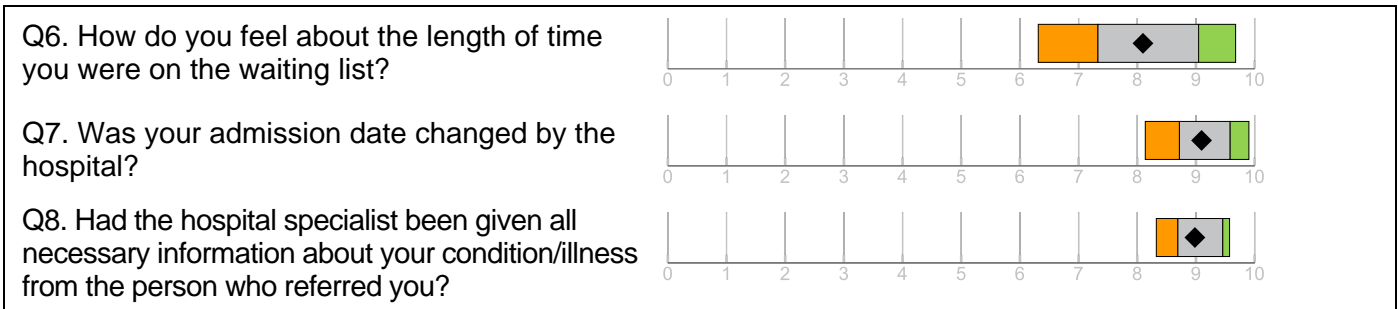 Q6. How do you feel about the length of time
you were on the waiting list?
0 1 2 3 4 5 6 7 8 9 10
Q7. Was your admission date changed by the
hospital?
0 1 2 3 4 5 6 7 8 9 10
Q8. Had the hospital specialist been given all
necessary information about your condition/illness
from the person who referred you?
0 1 2 3 4 5 6 7 8 9 10